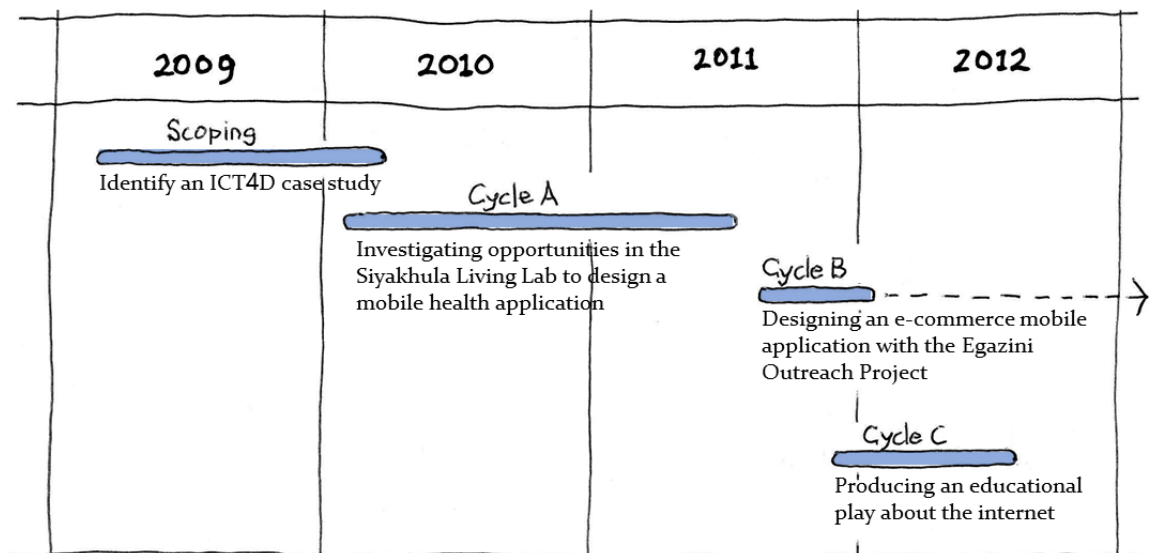 2009 2010 2011 2012
Scoping
Identify an ICT4D case study
Cycle A
Investigating opportunities in the
Siyakhula Living Lab to design a
mobile health application
Cycle B
Designing an e-commerce mobile
application with the Egazini
Outreach Project
Cycle C
Producing an educational
play about the internet